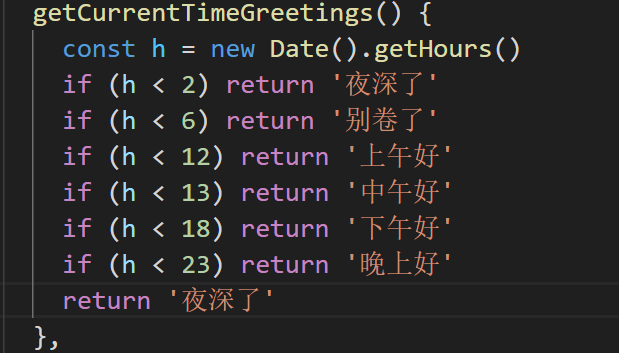 getCurrentTimeGreetings() {
const h = new Date().getHours()
if (h < 2) return '夜深了'
if (h < 6) return '别卷了'
if (h < 12) return '上午好'
if (h < 13) return '中午好'
if (h < 18) return '下午好'
if (h < 23) return '晚上好'
return '夜深了'
},